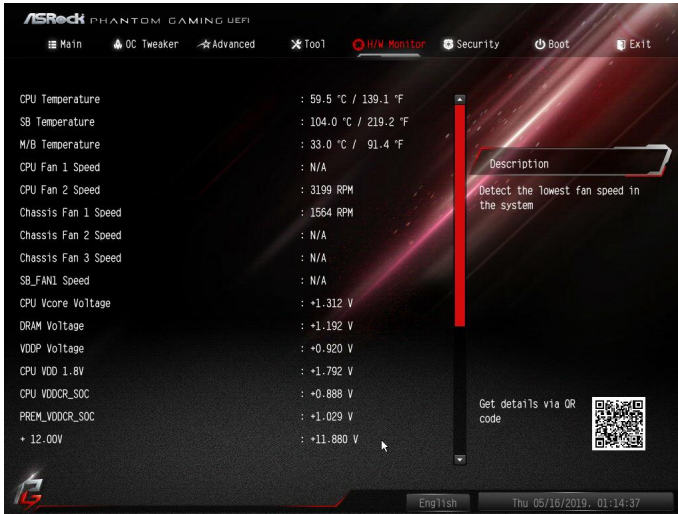 ASRock PHANTOM GAMING UEFI
Main OC Tweaker Advanced Tool H/W Monitor Security Boot Exit
CPU Temperature : 59.5 °C / 139.1 °F
SB Temperature : 104.0 °C / 219.2 °F
M/B Temperature : 33.0 °C / 91.4 °F
CPU Fan 1 Speed : N/A
CPU Fan 2 Speed : 3199 RPM
Chassis Fan 1 Speed : 1564 RPM
Chassis Fan 2 Speed : N/A
Chassis Fan 3 Speed : N/A
SB_FAN1 Speed : N/A
CPU Vcore Voltage : +1.312 V
DRAM Voltage : +1.192 V
VDDP Voltage : +0.920 V
CPU VDD 1.8V : +1.792 V
CPU VDDCR_SOC : +0.888 V
PREM_VDDCR_SOC : +1.029 V
+ 12.00V : +11.880 V
Description
Detect the lowest fan speed in
the system
Get details via QR
code
English Thu 05/16/2019. 01:14:37